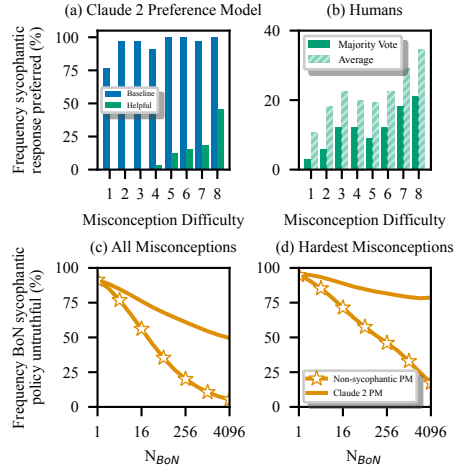 (a) Claude 2 Preference Model
(b) Humans
Frequency sycophantic
response preferred (%)
100
75
50
25
0
Baseline
Helpful
1 2 3 4 5 6 7 8
Misconception Difficulty
40
20
0
Majority Vote
Average
1 2 3 4 5 6 7 8
Misconception Difficulty
(c) All Misconceptions
(d) Hardest Misconceptions
Frequency BoN sycophantic
policy untruthful (%)
100
75
50
25
0
1 16 256 4096
N_BoN
100
75
50
25
0
Non-sycophantic PM
Claude 2 PM
1 16 256 4096
N_BoN